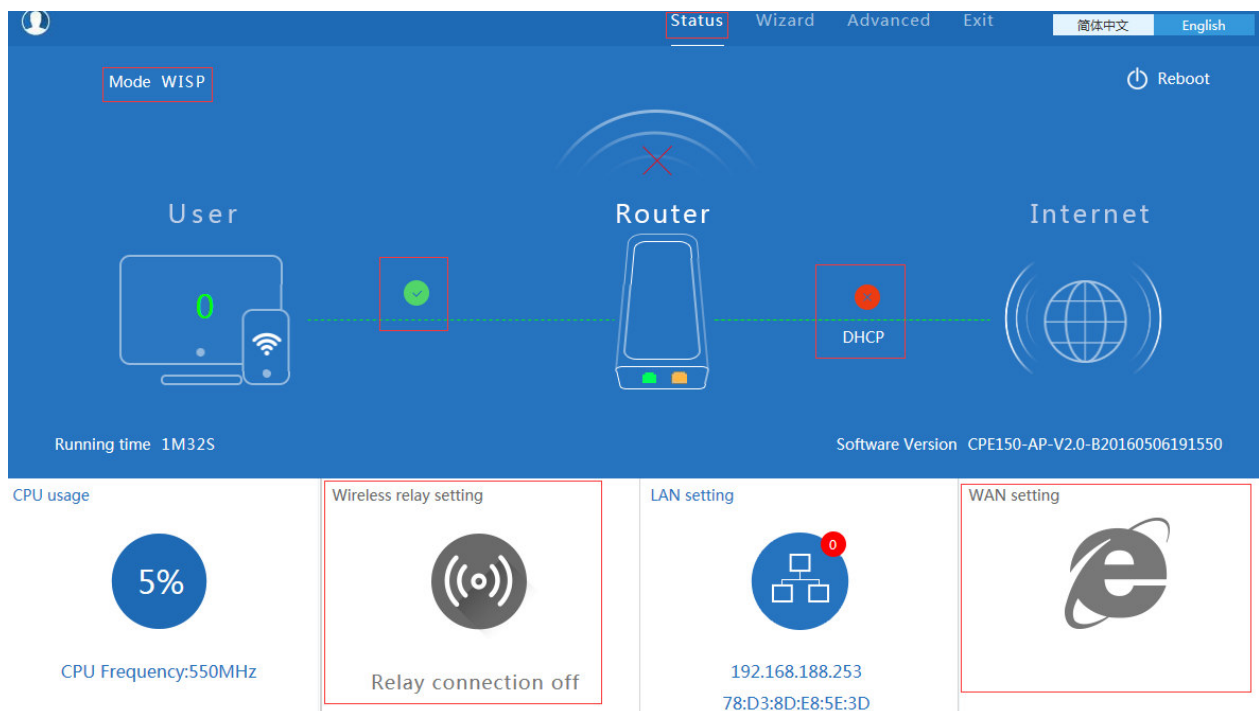 Status Wizard Advanced Exit 简体中文 English
Mode WISP
Reboot
User Router Internet
0
DHCP
Running time 1M32S
Software Version CPE150-AP-V2.0-B20160506191550
CPU usage
5%
CPU Frequency:550MHz
Wireless relay setting
Relay connection off
LAN setting
0
192.168.188.253
78:D3:8D:E8:5E:3D
WAN setting